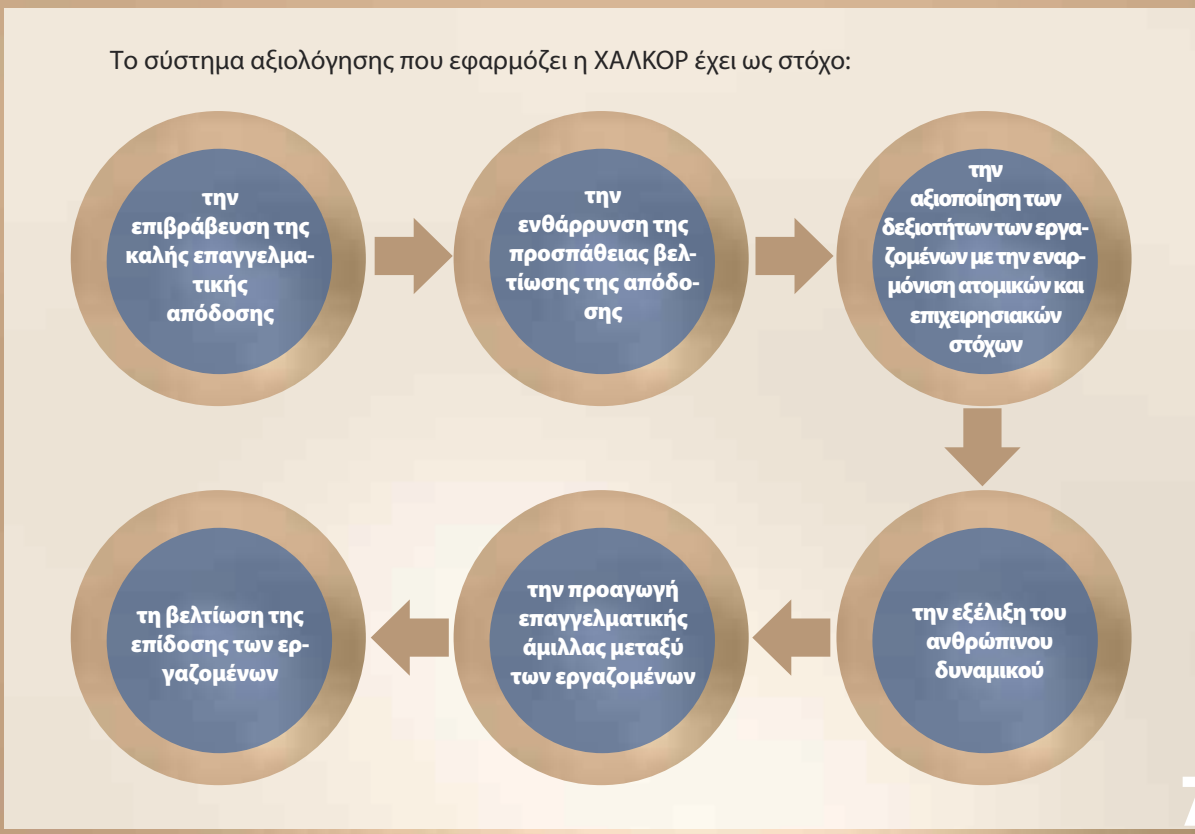 Το σύστημα αξιολόγησης που εφαρμόζει η ΧΑΛΚΟΡ έχει ως στόχο:
την
επιβράβευση της
καλής επαγγελμα-
τικής
απόδοσης
την
ενθάρρυνση της
προσπάθειας βελ-
τίωσης της απόδο-
σης
την
αξιοποίηση των
δεξιοτήτων των εργα-
ζομένων με την εναρ-
μόνιση ατομικών και
επιχειρησιακών
στόχων
την εξέλιξη του
ανθρώπινου
δυναμικού
την προαγωγή
επαγγελματικής
άμιλλας μεταξύ
των εργαζομένων
τη βελτίωση της
επίδοσης των ερ-
γαζομένων